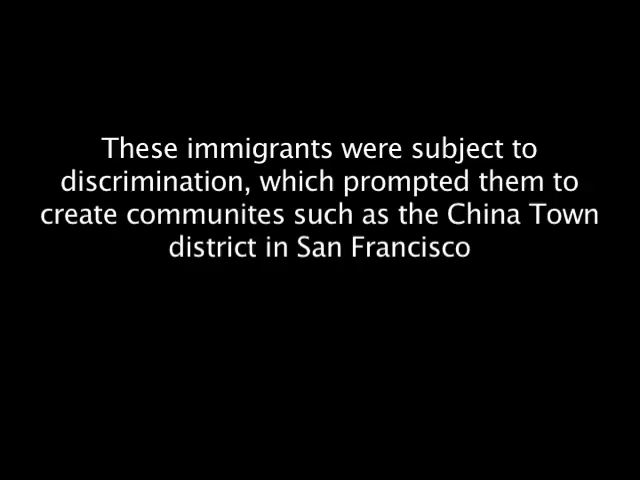 These immigrants were subject to
discrimination, which prompted them to
create communites such as the China Town
district in San Francisco